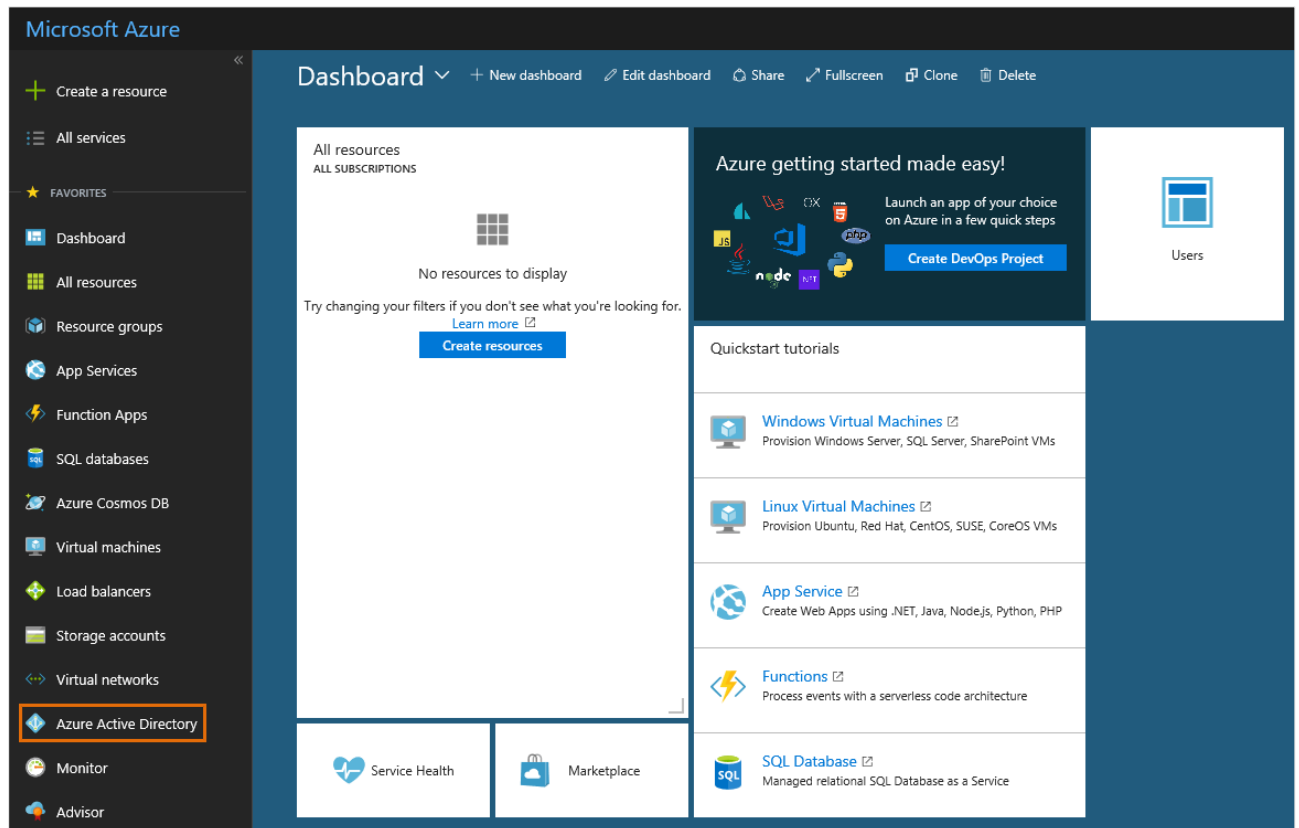 Microsoft Azure
«
Create a resource
All services
FAVORITES
Dashboard
All resources
Resource groups
App Services
Function Apps
SQL databases
Azure Cosmos DB
Virtual machines
Load balancers
Storage accounts
Virtual networks
Azure Active Directory
Monitor
Advisor
Dashboard
New dashboard
Edit dashboard
Share
Fullscreen
Clone
Delete
All resources
ALL SUBSCRIPTIONS
No resources to display
Try changing your filters if you don't see what you're looking for.
Learn more
Create resources
Service Health
Marketplace
Azure getting started made easy!
Launch an app of your choice
on Azure in a few quick steps
Create DevOps Project
JS
php
node
Quickstart tutorials
Windows Virtual Machines
Provision Windows Server, SQL Server, SharePoint VMs
Linux Virtual Machines
Provision Ubuntu, Red Hat, CentOS, SUSE, CoreOS VMs
App Service
Create Web Apps using .NET, Java, Node.js, Python, PHP
Functions
Process events with a serverless code architecture
SQL
SQL Database
Managed relational SQL Database as a Service
Users